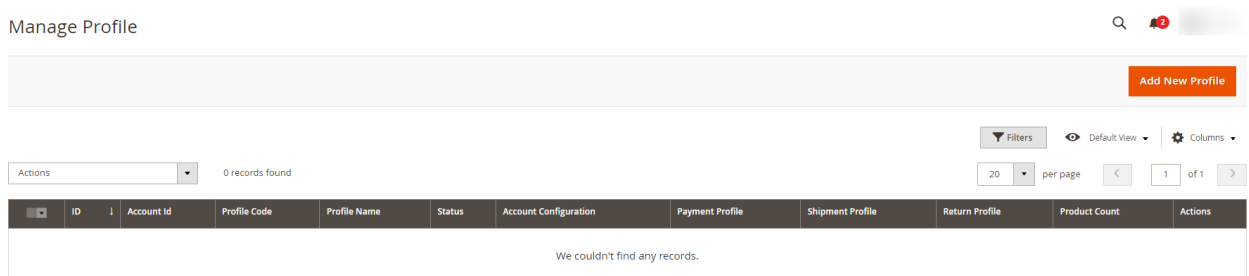 Manage Profile
2
Add New Profile
Filters Default View Columns
Actions 0 records found 20 per page 1 of 1
ID Account Id Profile Code Profile Name Status Account Configuration Payment Profile Shipment Profile Return Profile Product Count Actions
We couldn't find any records.